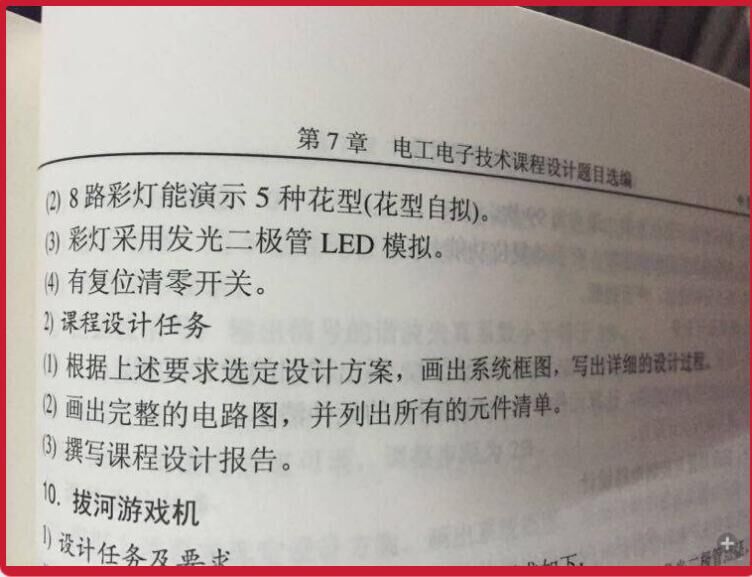 第7章 电工电子技术课程设计题目选编
(2) 8路彩灯能演示5种花型(花型自拟)。
(3) 彩灯采用发光二极管LED模拟。
(4) 有复位清零开关。
2) 课程设计任务
(1) 根据上述要求选定设计方案，画出系统框图，写出详细的设计过程。
(2) 画出完整的电路图，并列出所有的元件清单。
(3) 撰写课程设计报告。
10. 拔河游戏机
1) 设计任务及要求